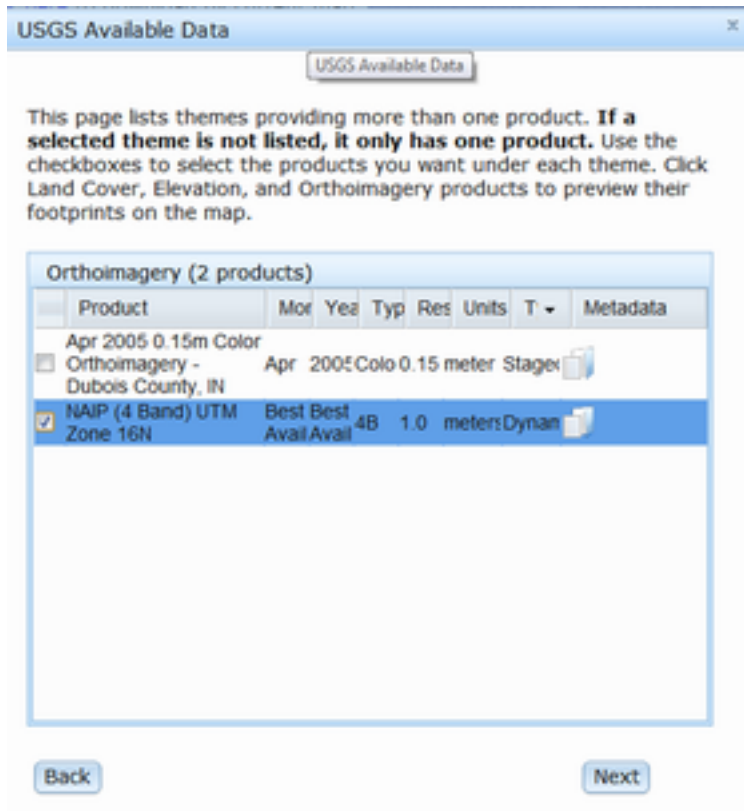 USGS Available Data
USGS Available Data
This page lists themes providing more than one product. If a
selected theme is not listed, it only has one product. Use the
checkboxes to select the products you want under each theme. Click
Land Cover, Elevation, and Orthoimagery products to preview their
footprints on the map.
Orthoimagery (2 products)
Product Mor Yea Typ Res Units T Metadata
Apr 2005 0.15m Color
Orthoimagery - Apr 2005 Colo 0.15 meter Staged
Dubois County, IN
NAIP (4 Band) UTM Best Best
Zone 16N Avail Avail 4B 1.0 meters Dynam
Back Next